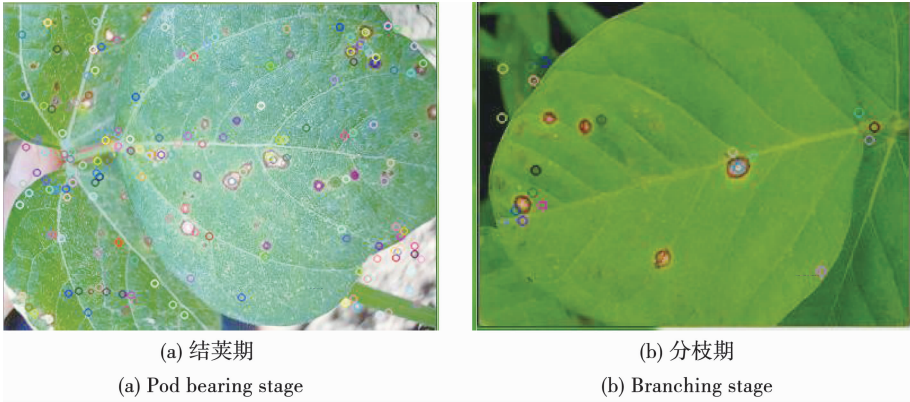 (a) 结荚期
(a) Pod bearing stage
(b) 分枝期
(b) Branching stage